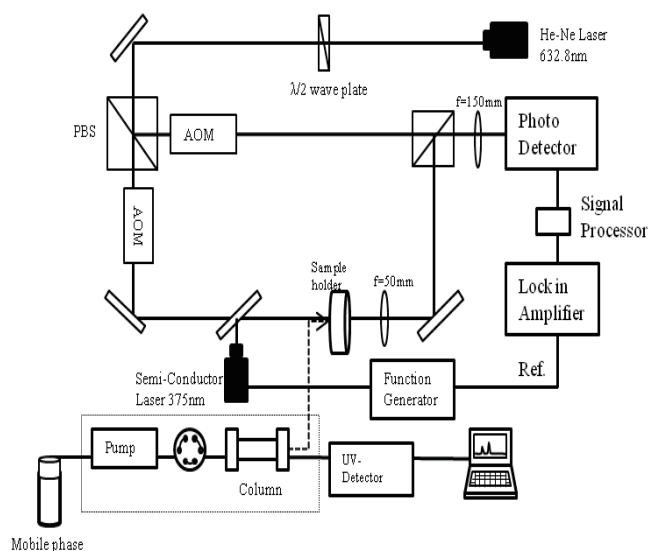 He-Ne Laser
632.8nm
λ/2 wave plate
PBS
AOM
f=150mm
Photo
Detector
AOM
Signal
Processor
Sample
holder
f=50mm
Lock in
Amplifier
Semi-Conductor
Laser 375nm
Function
Generator
Ref.
Pump
Column
UV-
Detector
Mobile phase